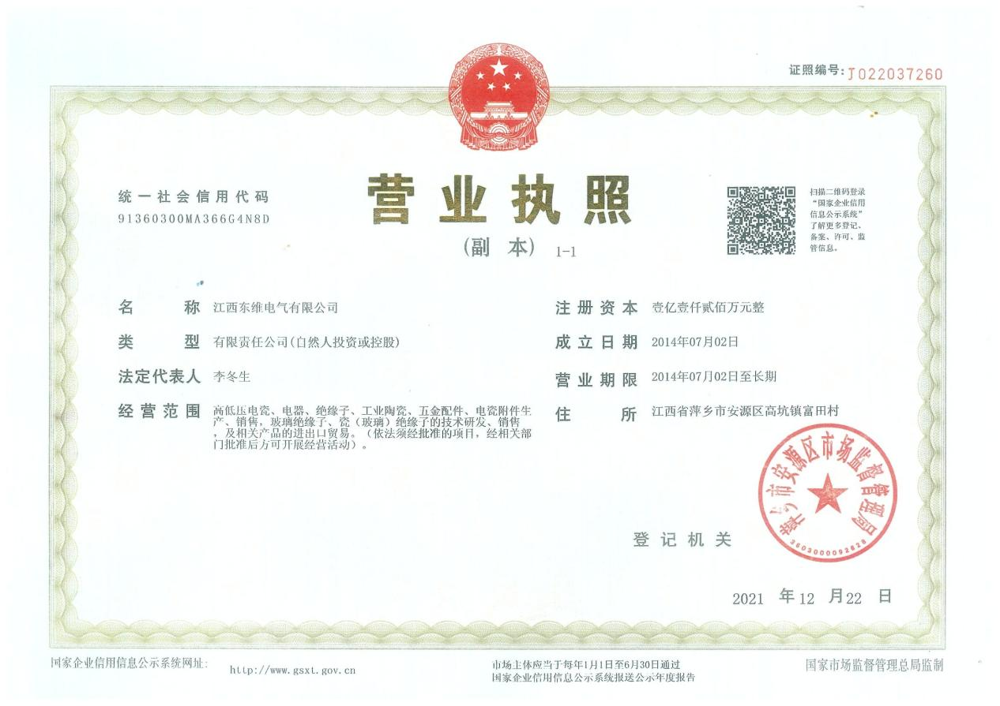 证照编号:J022037260
统一社会信用代码
91360300MA366G4N8D
营业执照
(副 本) 1-1
扫描二维码登录
“国家企业信用
信息公示系统”
了解更多登记、
备案、许可、监
管信息。
名 称 江西东维电气有限公司
类 型 有限责任公司(自然人投资或控股)
法定代表人 李冬生
经营范围 高低压电瓷、电器、绝缘子、工业陶瓷、五金配件、电瓷附件生
产、销售，玻璃绝缘子、瓷（玻璃）绝缘子的技术研发、销售
，及相关产品的进出口贸易。（依法须经批准的项目，经相关部
门批准后方可开展经营活动）。
注册资本 壹亿壹仟贰佰万元整
成立日期 2014年07月02日
营业期限 2014年07月02日至长期
住 所 江西省萍乡市安源区高坑镇富田村
萍乡市安源区市场监督管理局
3603000092628
登记机关
2021 年 12 月 22 日
国家企业信用信息公示系统网址: http://www.gsxt.gov.cn
市场主体应当于每年1月1日至6月30日通过
国家企业信用信息公示系统报送公示年度报告
国家市场监督管理总局监制